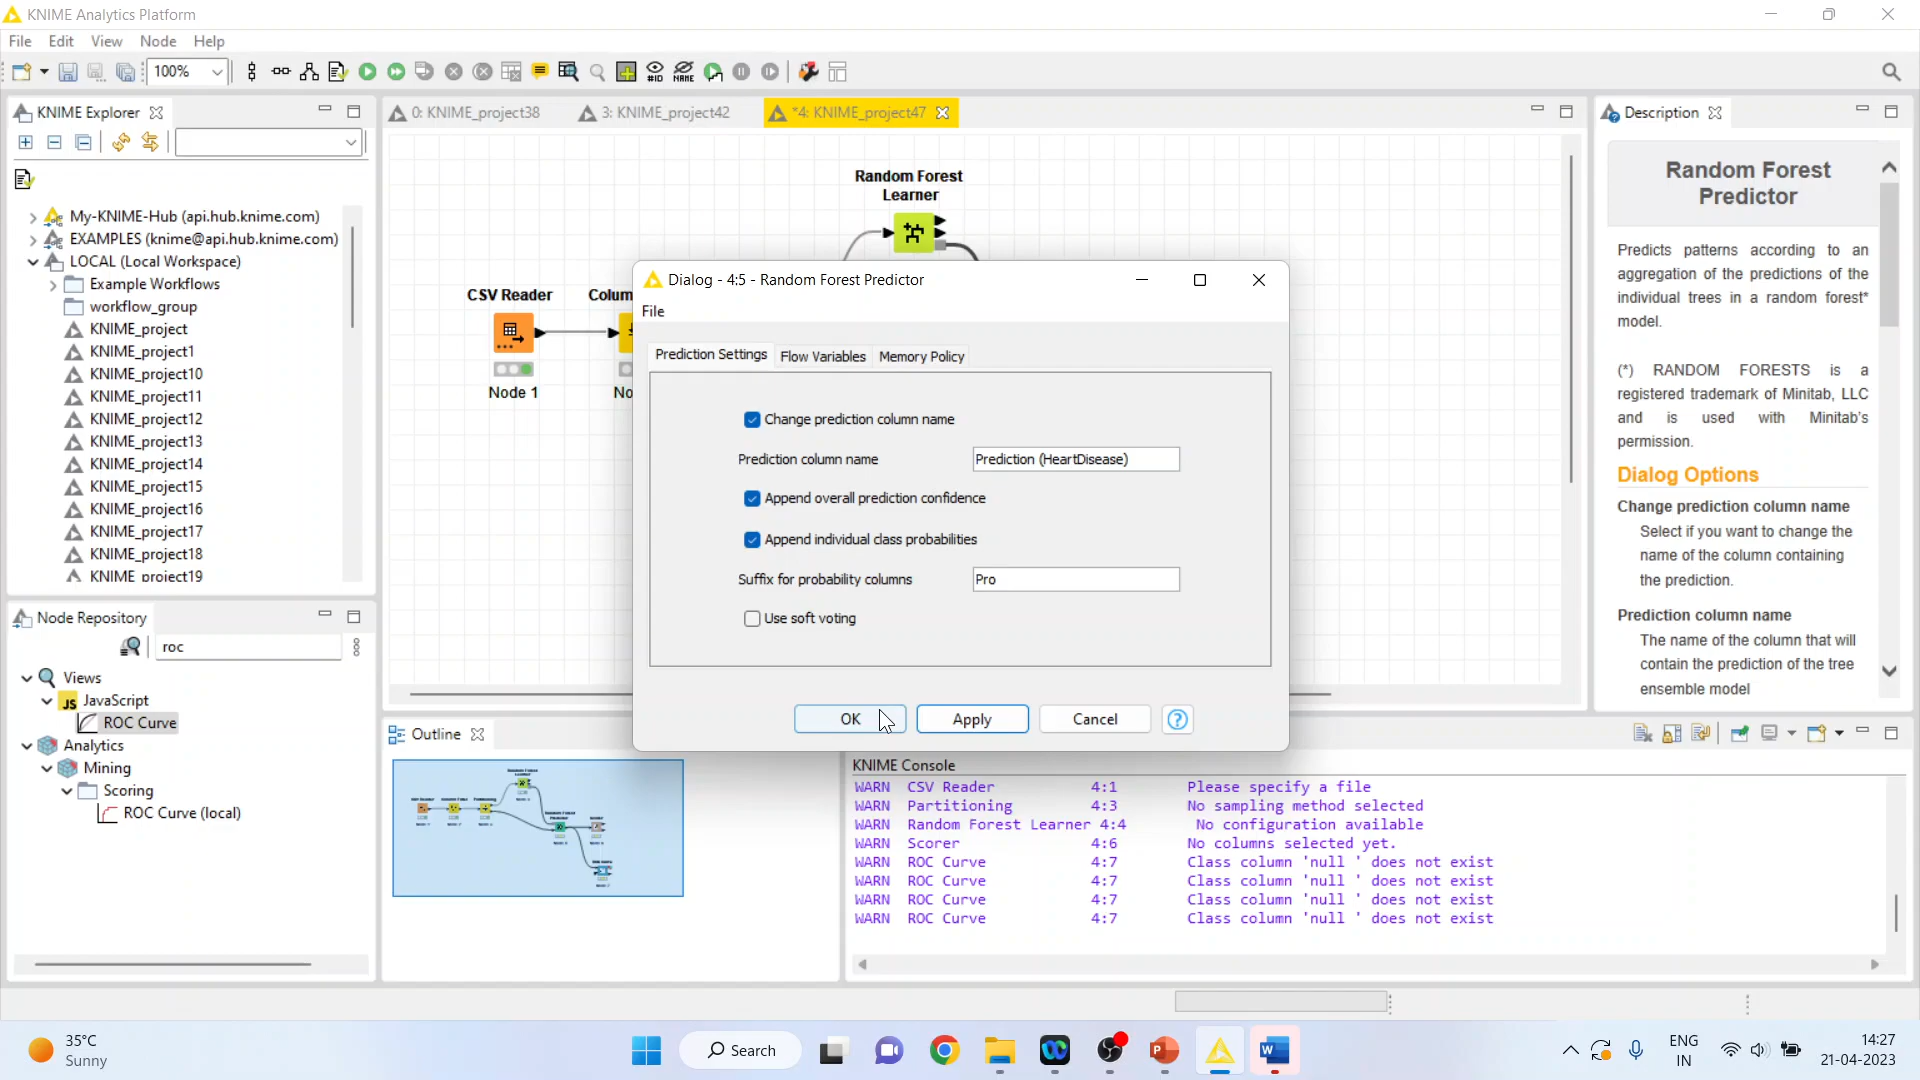 KNIME Analytics Platform
File Edit View Node Help
100%
KNIME Explorer
My-KNIME-Hub (api.hub.knime.com)
EXAMPLES (knime@api.hub.knime.com)
LOCAL (Local Workspace)
Example Workflows
workflow_group
KNIME_project
KNIME_project1
KNIME_project10
KNIME_project11
KNIME_project12
KNIME_project13
KNIME_project14
KNIME_project15
KNIME_project16
KNIME_project17
KNIME_project18
KNIME_project19
Node Repository
roc
Views
JS JavaScript
ROC Curve
Analytics
Mining
Scoring
ROC Curve (local)
0: KNIME_project38 3: KNIME_project42 *4: KNIME_project47
Random Forest
Learner
CSV Reader Colum
Node 1 No
Dialog - 4:5 - Random Forest Predictor
File
Prediction Settings Flow Variables Memory Policy
Change prediction column name
Prediction column name Prediction (HeartDisease)
Append overall prediction confidence
Append individual class probabilities
Suffix for probability columns Pro
Use soft voting
OK Apply Cancel ?
Outline
KNIME Console
WARN CSV Reader 4:1 Please specify a file
WARN Partitioning 4:3 No sampling method selected
WARN Random Forest Learner 4:4 No configuration available
WARN Scorer 4:6 No columns selected yet.
WARN ROC Curve 4:7 Class column 'null ' does not exist
WARN ROC Curve 4:7 Class column 'null ' does not exist
WARN ROC Curve 4:7 Class column 'null ' does not exist
WARN ROC Curve 4:7 Class column 'null ' does not exist
Description
Random Forest
Predictor
Predicts patterns according to an
aggregation of the predictions of the
individual trees in a random forest*
model.
(*) RANDOM FORESTS is a
registered trademark of Minitab, LLC
and is used with Minitab's
permission.
Dialog Options
Change prediction column name
Select if you want to change the
name of the column containing
the prediction.
Prediction column name
The name of the column that will
contain the prediction of the tree
ensemble model
35°C
Sunny
Search
ENG
IN
14:27
21-04-2023